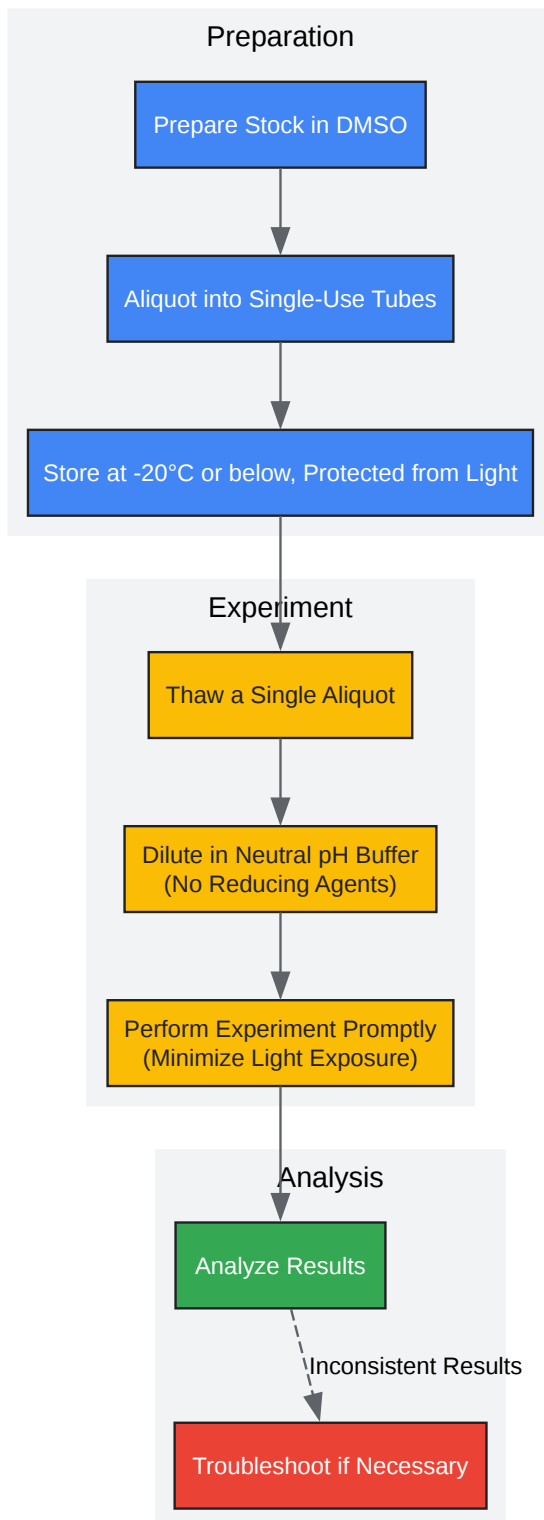 Preparation
Prepare Stock in DMSO
Aliquot into Single-Use Tubes
Store at -20°C or below, Protected from Light
Experiment
Thaw a Single Aliquot
Dilute in Neutral pH Buffer
(No Reducing Agents)
Perform Experiment Promptly
(Minimize Light Exposure)
Analysis
Analyze Results
Inconsistent Results
Troubleshoot if Necessary